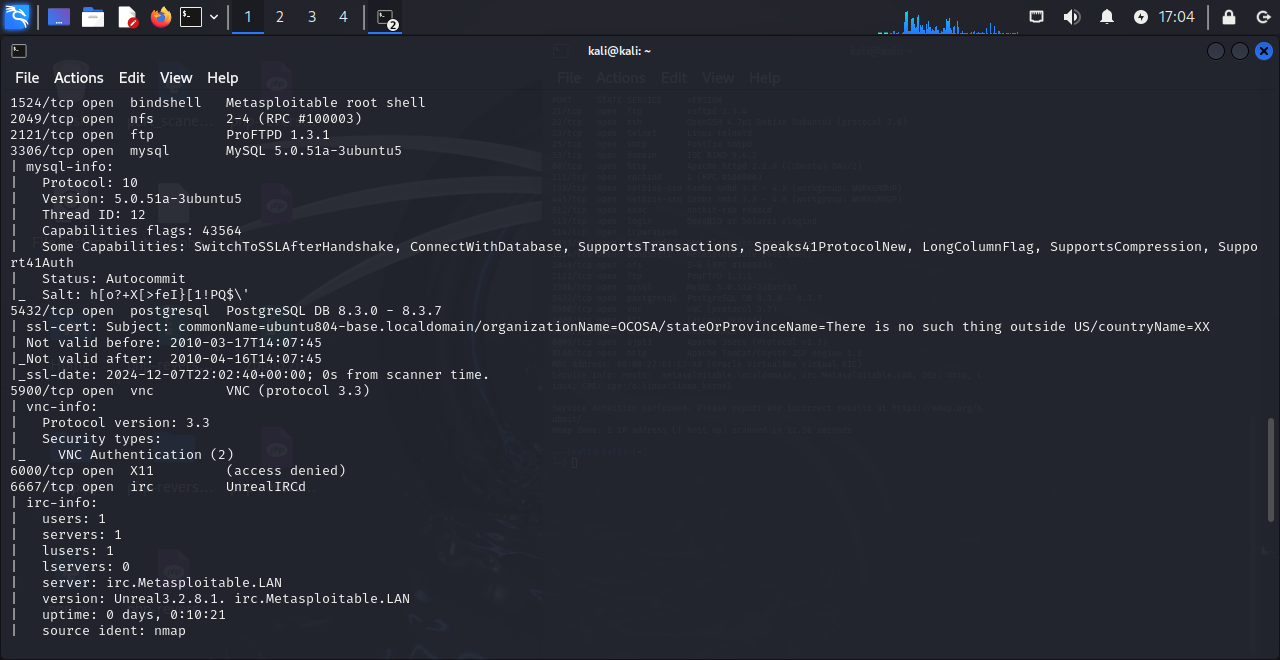 1 2 3 4 2 17:04
kali@kali: ~
File Actions Edit View Help
1524/tcp open bindshell Metasploitable root shell
2049/tcp open nfs 2-4 (RPC #100003)
2121/tcp open ftp ProFTPD 1.3.1
3306/tcp open mysql MySQL 5.0.51a-3ubuntu5
| mysql-info:
|   Protocol: 10
|   Version: 5.0.51a-3ubuntu5
|   Thread ID: 12
|   Capabilities flags: 43564
|   Some Capabilities: SwitchToSSLAfterHandshake, ConnectWithDatabase, SupportsTransactions, Speaks41ProtocolNew, LongColumnFlag, SupportsCompression, Suppo
rt41Auth
|   Status: Autocommit
|_  Salt: h[o?+X[>feI}[1!PQ$\'
5432/tcp open postgresql PostgreSQL DB 8.3.0 - 8.3.7
| ssl-cert: Subject: commonName=ubuntu804-base.localdomain/organizationName=OCOSA/stateOrProvinceName=There is no such thing outside US/countryName=XX
| Not valid before: 2010-03-17T14:07:45
|_Not valid after:  2010-04-16T14:07:45
|_ssl-date: 2024-12-07T22:02:40+00:00; 0s from scanner time.
5900/tcp open vnc VNC (protocol 3.3)
| vnc-info:
|   Protocol version: 3.3
|   Security types:
|_    VNC Authentication (2)
6000/tcp open X11 (access denied)
6667/tcp open irc UnrealIRCd
| irc-info:
|   users: 1
|   servers: 1
|   lusers: 1
|   lservers: 0
|   server: irc.Metasploitable.LAN
|   version: Unreal3.2.8.1. irc.Metasploitable.LAN
|   uptime: 0 days, 0:10:21
|   source ident: nmap